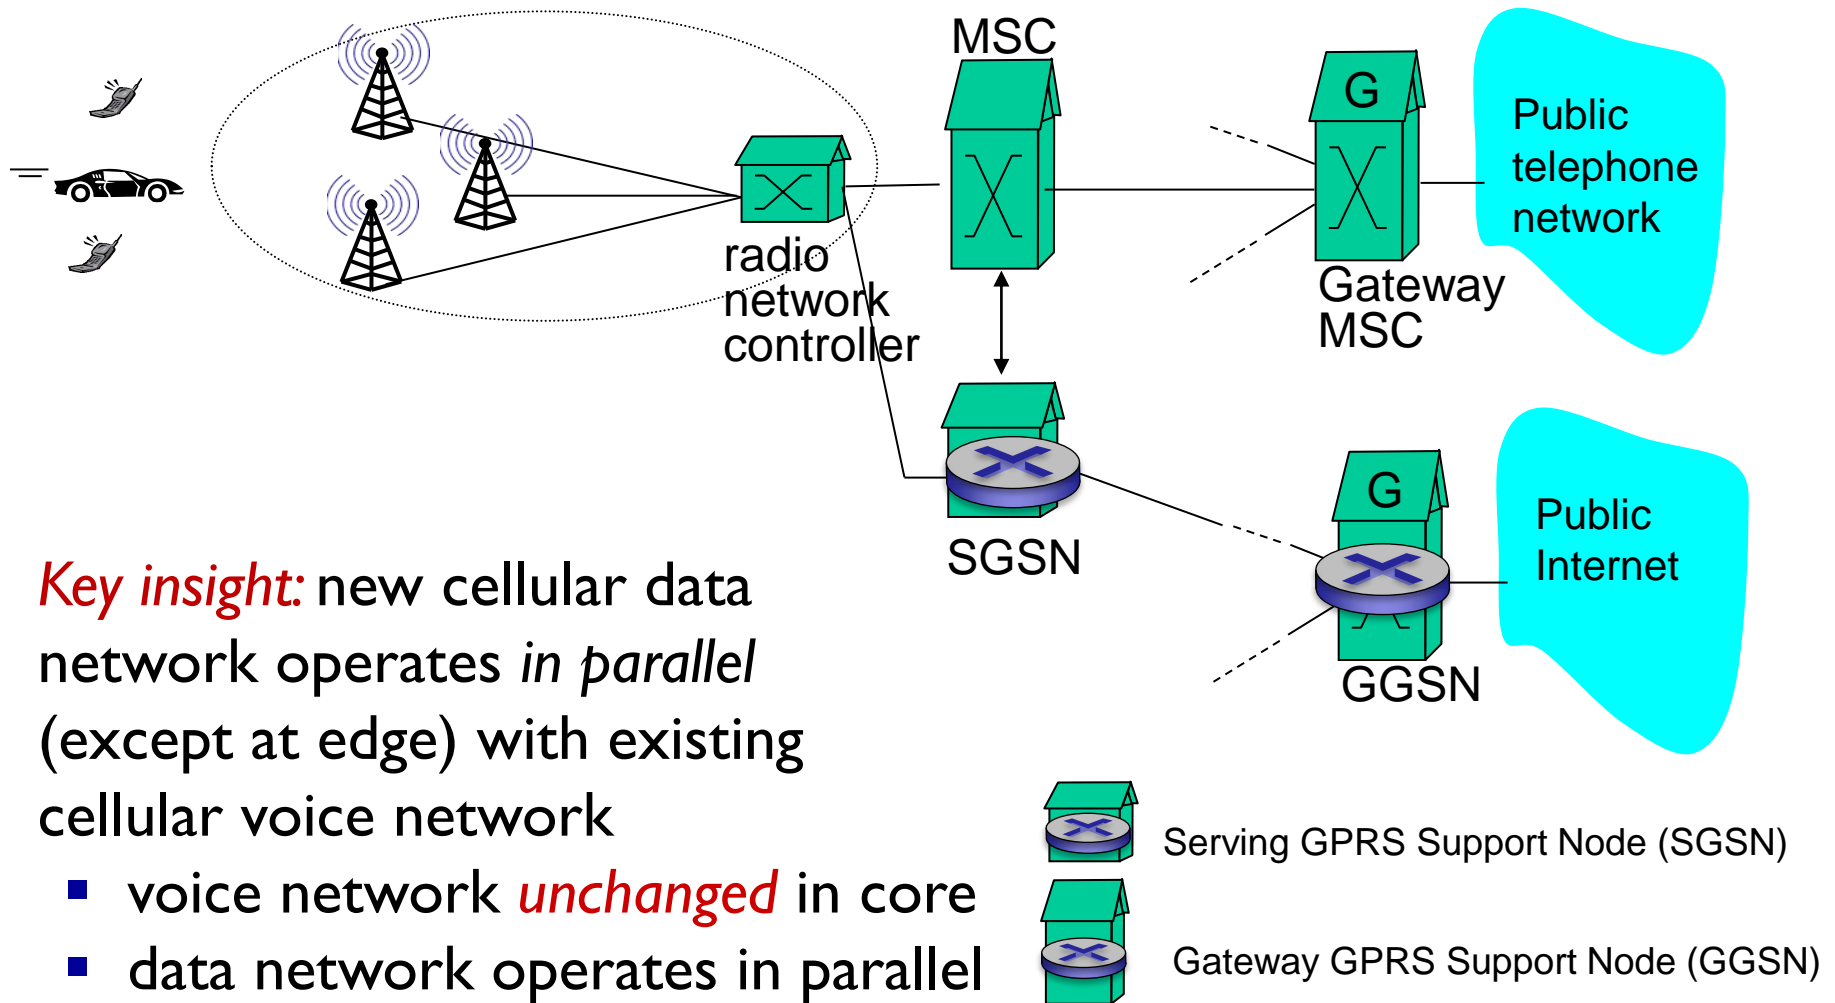 MSC
G
Public
telephone
network
radio
network
controller
Gateway
MSC
SGSN
G
GGSN
Public
Internet
Key insight: new cellular data
network operates in parallel
(except at edge) with existing
cellular voice network
▪ voice network unchanged in core
▪ data network operates in parallel
Serving GPRS Support Node (SGSN)
Gateway GPRS Support Node (GGSN)